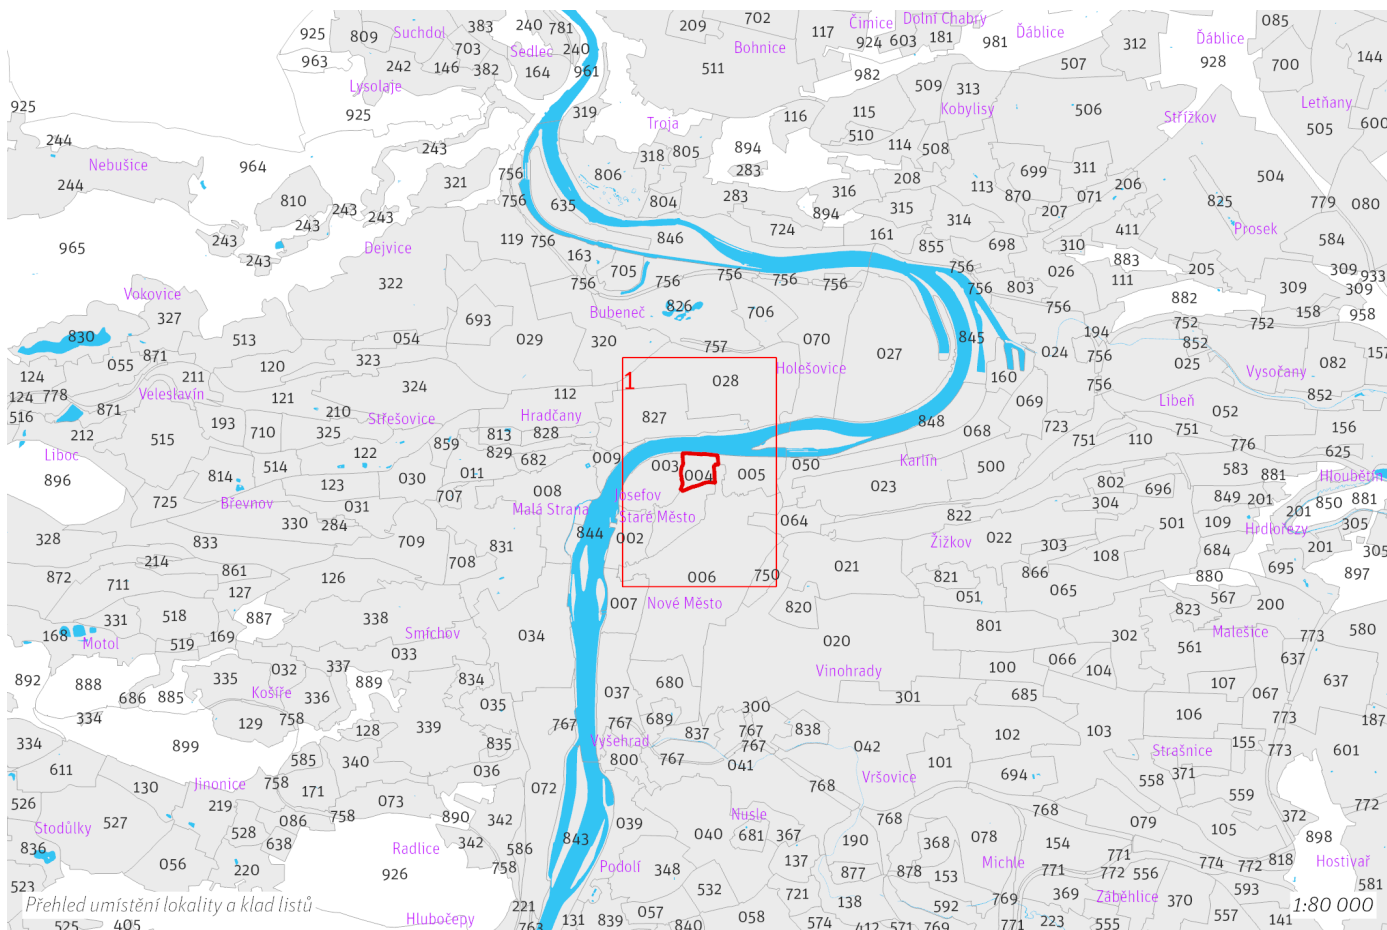 925 809 Suchdol 383 240 781 209 702 117 Čimice Dolní Chabry 085
963 703 Sedlec 240 Bohnice 924 603 181 981 Ďáblice 312 Ďáblice 144
242 146 382 164 961 511 982 507 928 700
Lysolaje 509 313
925 925 319 116 115 Kobylisy 506 Střížkov Letňany
244 243 Troja 510 505 600
Nebušice 964 318 805 894 114 508
244 321 756 806 283 208 699 311 504
810 756 635 804 283 316 113 870 071 206 825 779 080
243 243 243 894 315 207
965 243 243 Dejvice 119 756 846 724 161 314 698 411 Prosek 584
163 855 310 883
322 756 705 756 756 756 756 756 026 111 205 309 933
Vokovice 826 756 803 882 309 309
327 693 Bubeneč 706 756 158 958
830 513 054 029 320 757 070 845 194 752 752
055 871 323 027 024 756 852 082 157
124 120 112 Holešovice 160 025 Vysočany
124 778 211 324 1 028 756 852
516 871 Veleslavín 121 069 Libeň
212 193 210 Střešovice Hradčany 827 848 723 052 156
Liboc 515 710 325 859 813 828 068 751 110 751 776 625
896 514 122 829 682 009 003 004 005 050 Karlín 500 583 881 Hloubětín
814 123 030 011 008 023 802 696 849 201 850 881
725 Břevnov 031 707 Malá Strana Josefov 304 201
330 284 Staré Město 064 822 501 109 Hrdlořezy 305
328 833 709 831 844 002 Žižkov 022 303 684 201 305
214 708 021 108 695
872 711 861 126 006 750 821 866 880 897
127 007 Nové Město 051 065 567
331 518 887 338 820 823 200
168 Motol 519 169 Smíchov 034 801 302 Malešice 773 580
033 020 561
892 888 335 032 337 889 834 680 Vinohrady 100 066 104 637 637
686 885 Košíře 336 037 301 685 107 067
334 129 758 128 339 035 767 767 689 300 106 773 187
899 837 767 838 102 103 155
334 585 340 835 Vyšehrad 767 042 Strašnice 773 601
611 Jinonice 036 800 767 041 101 371
130 758 171 073 072 768 Vršovice 694 558 559 772
526 219 086 758 890 342 039 Nusle 768 768 079 372
Stodůlky 527 528 638 342 843 040 681 367 190 368 078 154 105 898
836 Radlice 586 137 Michle 771 771 774 772 818 Hostivař
056 220 926 758 Podolí 348 877 878 153 772 556
523 532 721 138 769 369 Záběhlice 370 593 581
Přehled umístění lokality a klad listů 221 057 592 1:80 000
525 405 Hlubočepy 763 131 839 840 058 574 412 571 769 771 223 555 557 141